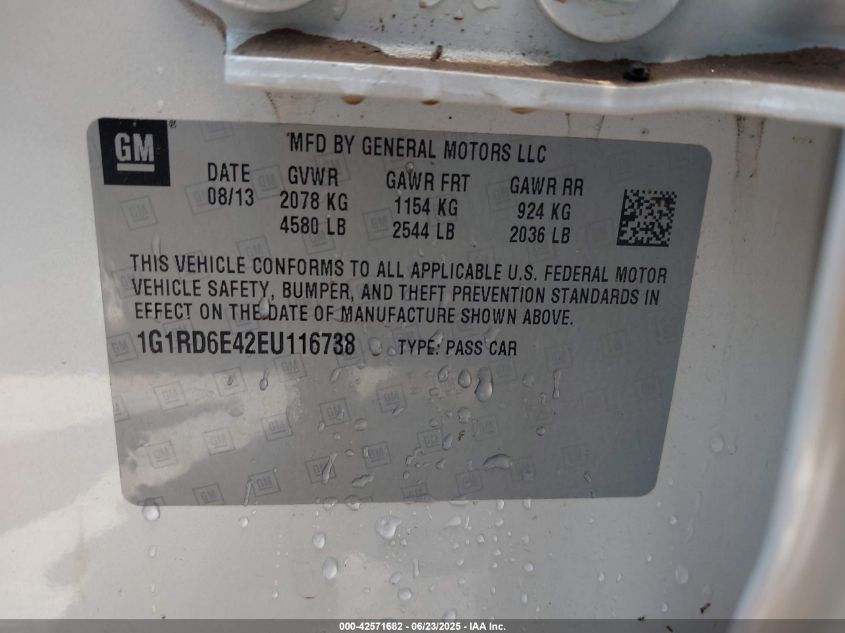 GM
MFD BY GENERAL MOTORS LLC
DATE GVWR GAWR FRT GAWR RR
08/13 2078 KG 1154 KG 924 KG
4580 LB 2544 LB 2036 LB
THIS VEHICLE CONFORMS TO ALL APPLICABLE U.S. FEDERAL MOTOR
VEHICLE SAFETY, BUMPER, AND THEFT PREVENTION STANDARDS IN
EFFECT ON THE DATE OF MANUFACTURE SHOWN ABOVE.
1G1RD6E42EU116738 TYPE: PASS CAR
000-42571682 - 06/23/2025 - IAA Inc.